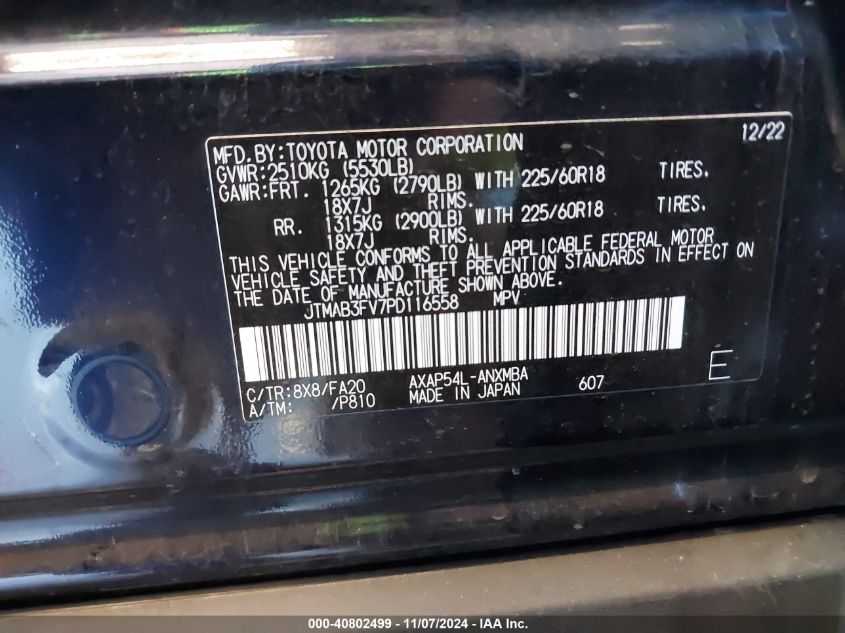 12/22
MFD.BY:TOYOTA MOTOR CORPORATION
GVWR:2510KG (5530LB)
GAWR:FRT. 1265KG (2790LB) WITH 225/60R18 TIRES.
18X7J RIMS.
RR. 1315KG (2900LB) WITH 225/60R18 TIRES.
18X7J RIMS.
THIS VEHICLE CONFORMS TO ALL APPLICABLE FEDERAL MOTOR
VEHICLE SAFETY AND THEFT PREVENTION STANDARDS IN EFFECT ON
THE DATE OF MANUFACTURE SHOWN ABOVE.
JTMAB3FV7PD116558 MPV
C/TR:8X8/FA20 AXAP54L-ANXMBA 607 E
A/TM: /P810 MADE IN JAPAN
000-40802499 - 11/07/2024 - IAA Inc.